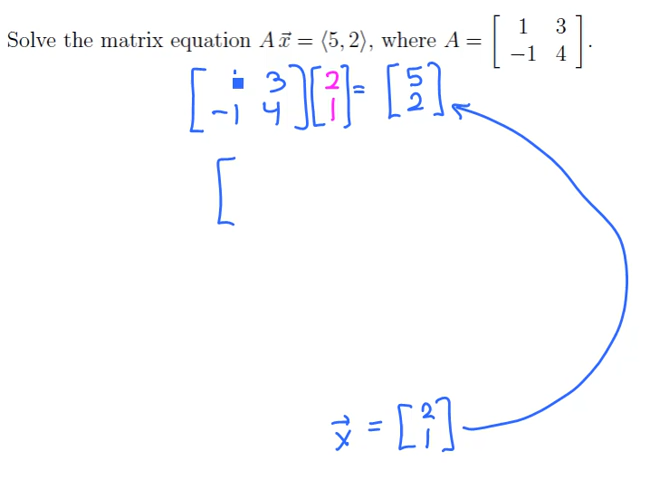 Solve the matrix equation A x⃗ = ⟨5, 2⟩, where A = [ 1 3 ; −1 4 ].
[ 3 ; −1 4 ] [ 2 ; 1 ] = [ 5 ; 2 ]
[
x⃗ = [ 2 ; 1 ]